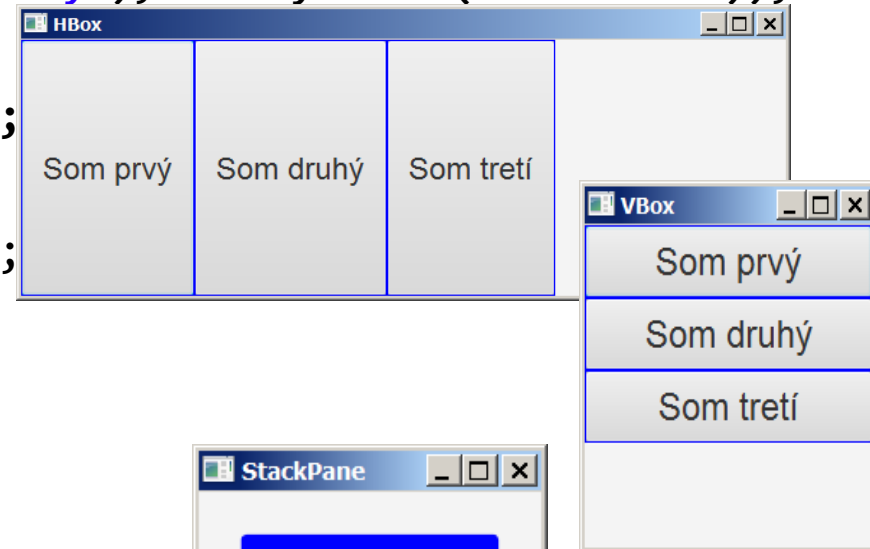 HBox
;
Som prvý Som druhý Som tretí
;
VBox
Som prvý
Som druhý
Som tretí
StackPane